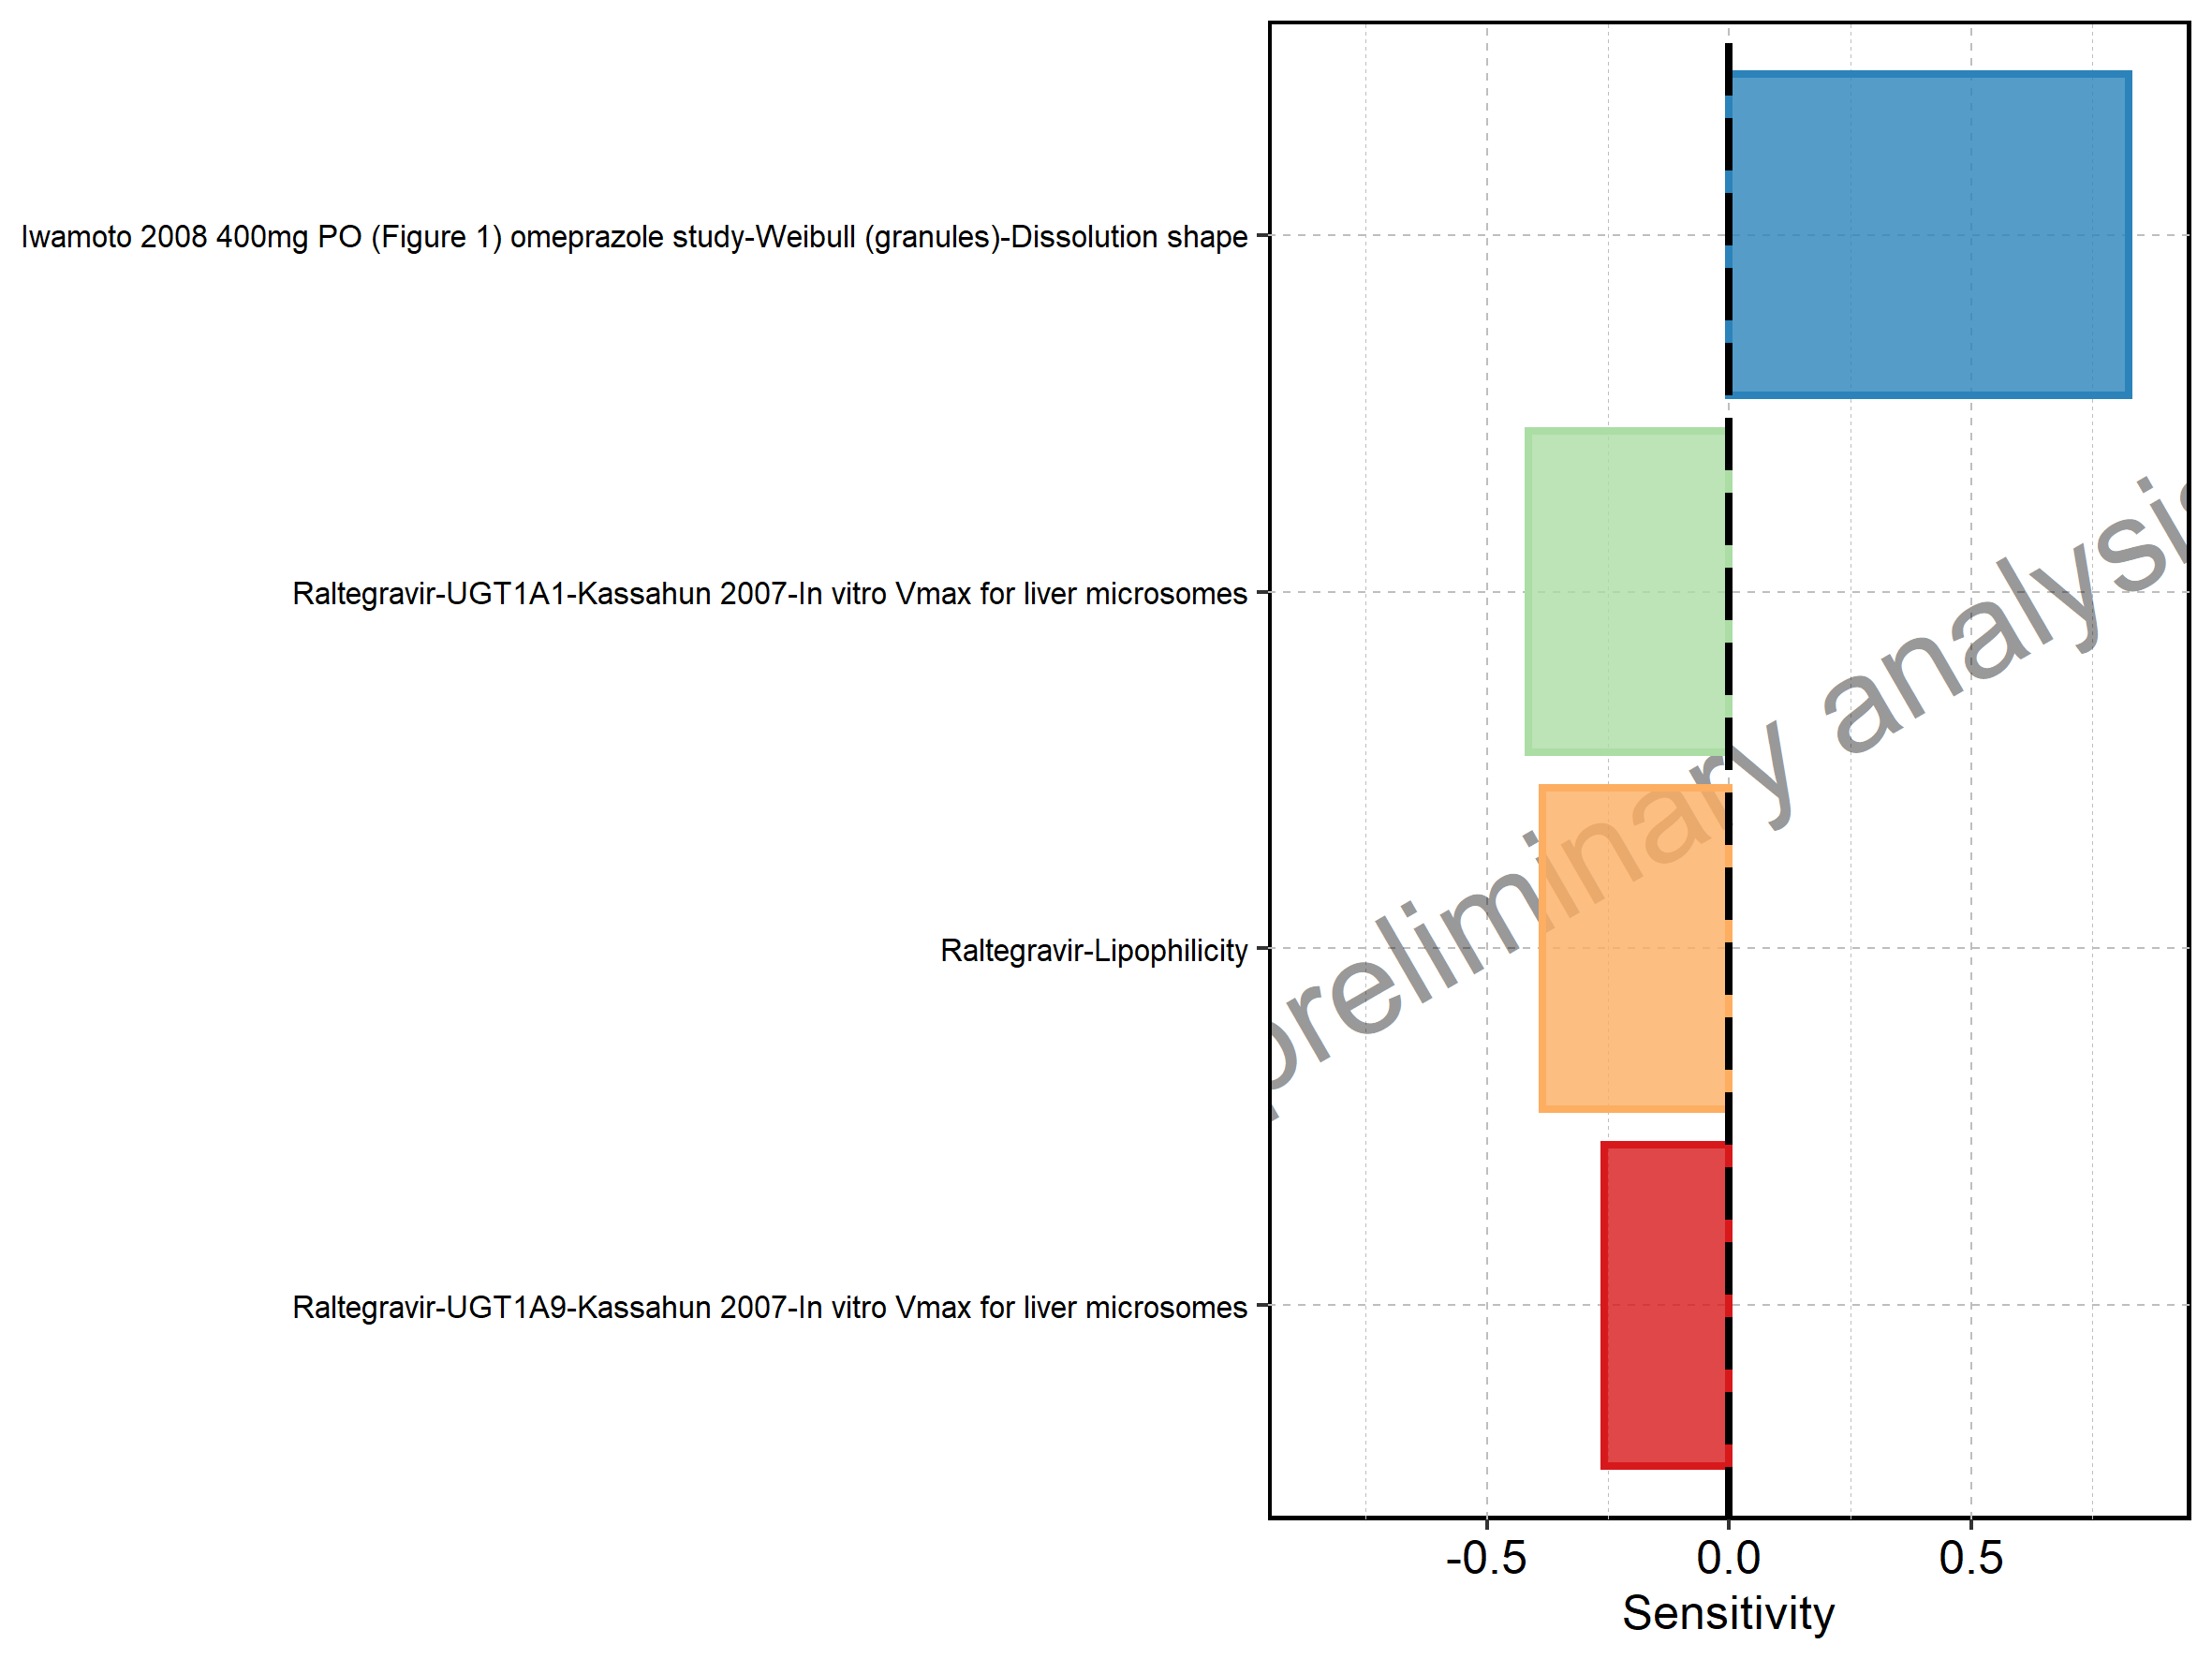 Iwamoto 2008 400mg PO (Figure 1) omeprazole study-Weibull (granules)-Dissolution shape
Raltegravir-UGT1A1-Kassahun 2007-In vitro Vmax for liver microsomes
Raltegravir-Lipophilicity
Raltegravir-UGT1A9-Kassahun 2007-In vitro Vmax for liver microsomes
preliminary analysis
-0.5 0.0 0.5
Sensitivity